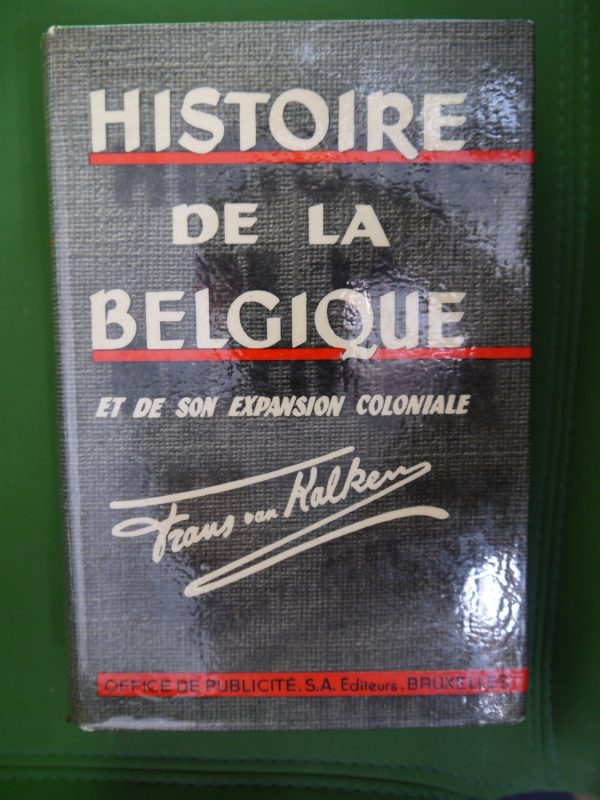 HISTOIRE
DE LA
BELGIQUE
ET DE SON EXPANSION COLONIALE
Frans van Kalken
OFFICE DE PUBLICITÉ. S.A. Éditeurs. BRUXELLES